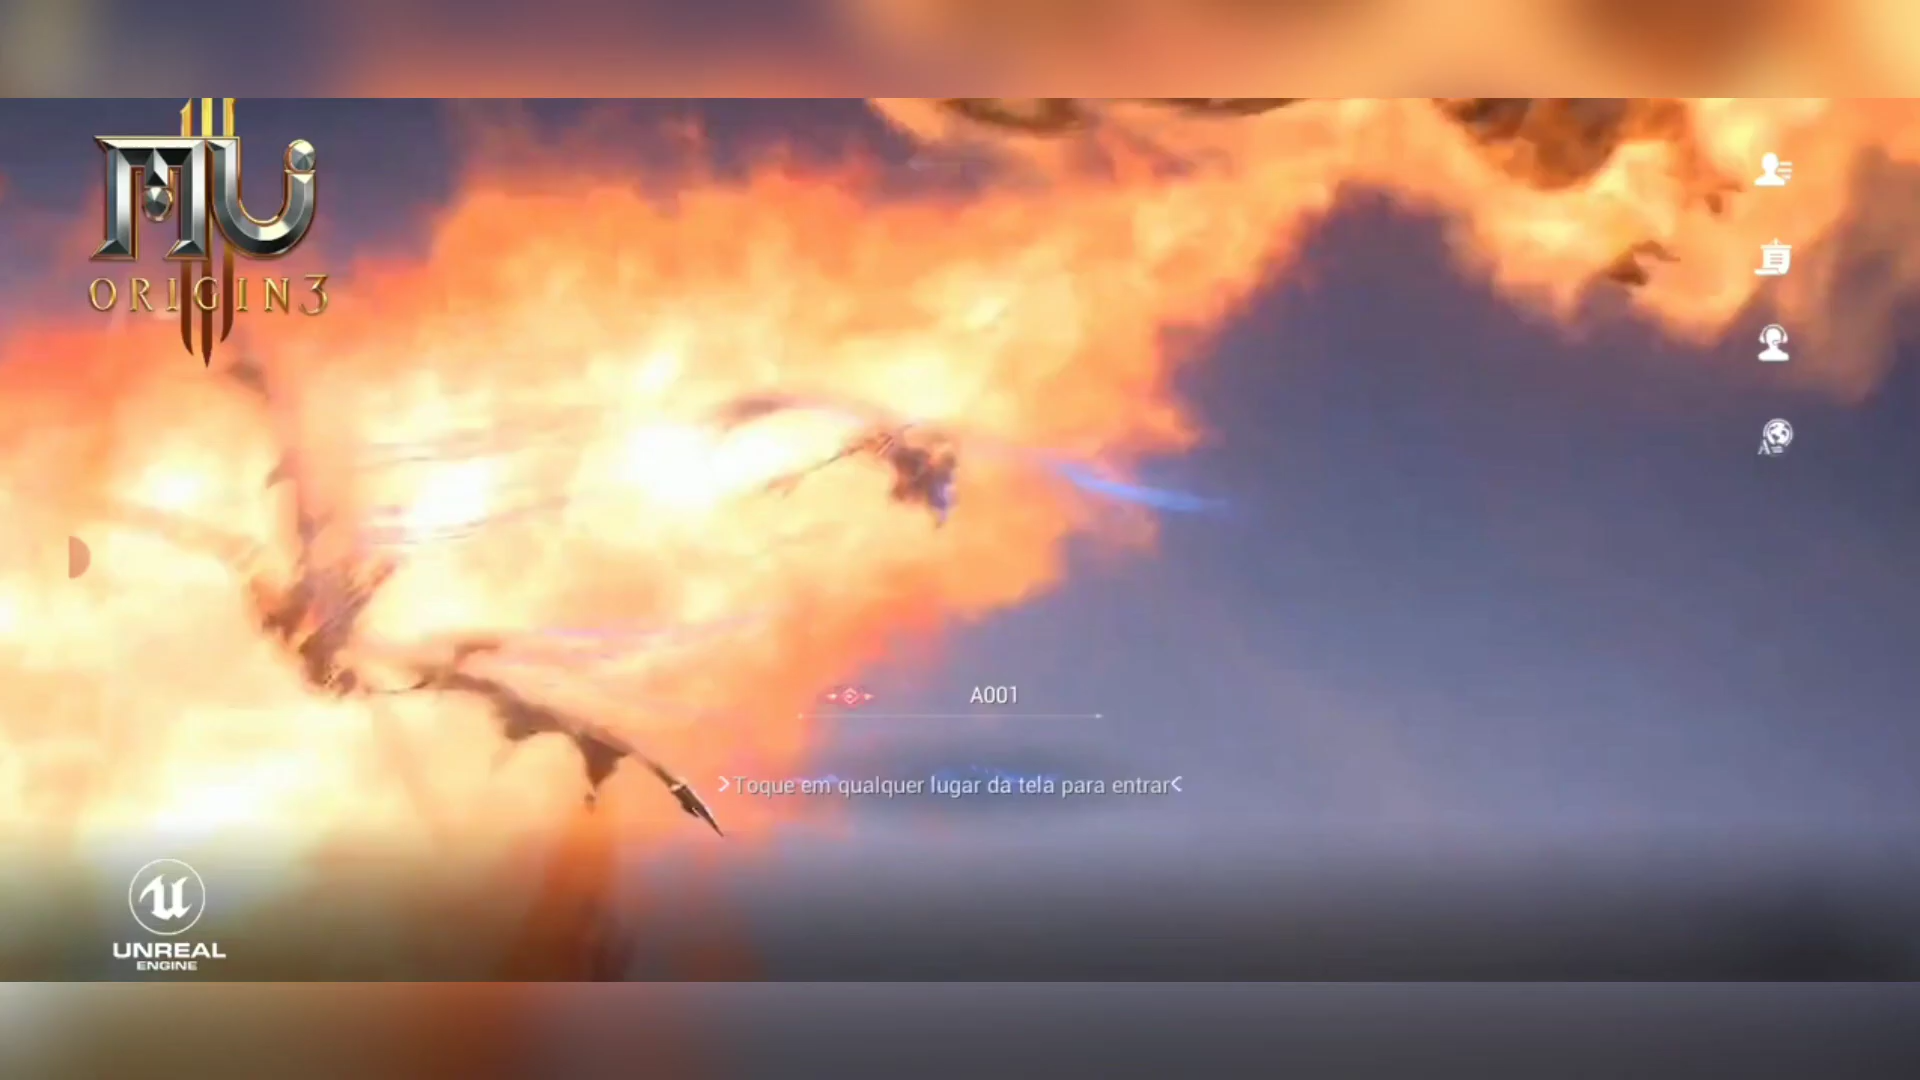 MU
ORIGIN3
A001
>Toque em qualquer lugar da tela para entrar<
UNREAL
ENGINE